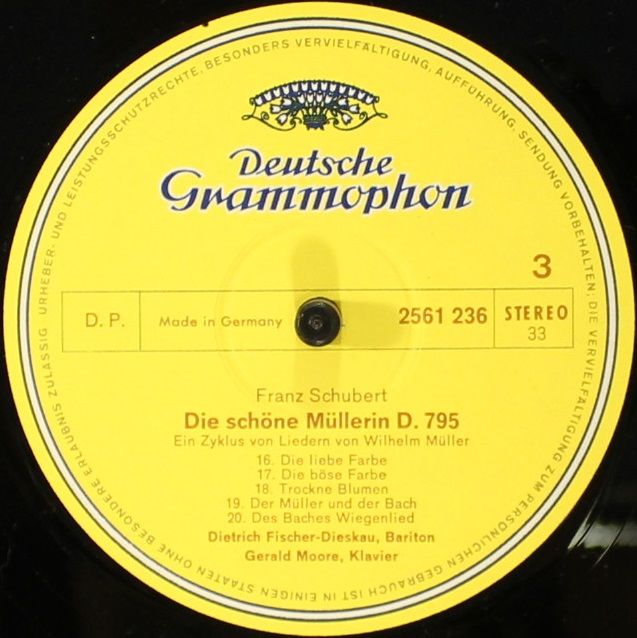 URHEBER- UND LEISTUNGSSCHUTZRECHTE, BESONDERS VERVIELFÄLTIGUNG, AUFFÜHRUNG, SENDUNG VORBEHALTEN; DIE VERVIELFÄLTIGUNG ZUM PERSÖNLICHEN GEBRAUCH IST IN EINIGEN STAATEN OHNE BESONDERE ERLAUBNIS ZULÄSSIG
Deutsche
Grammophon
3
D. P.
Made in Germany
2561 236
STEREO
33
Franz Schubert
Die schöne Müllerin D. 795
Ein Zyklus von Liedern von Wilhelm Müller
16. Die liebe Farbe
17. Die böse Farbe
18. Trockne Blumen
19. Der Müller und der Bach
20. Des Baches Wiegenlied
Dietrich Fischer-Dieskau, Bariton
Gerald Moore, Klavier